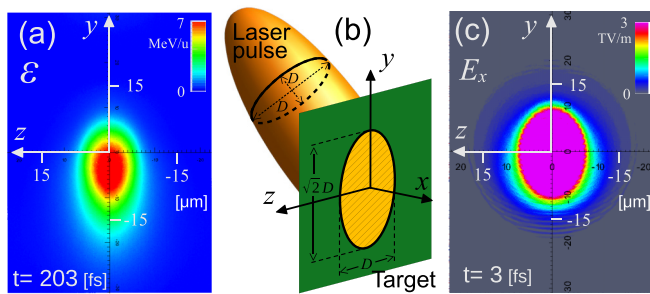 (a)
y
7
MeV/u
0
ε
15
z
15
-15
-15
[μm]
t= 203 [fs]
Laser
pulse
(b)
D
D
y
√2 D
z
x
D
Target
(c)
y
3
TV/m
0
Eₓ
15
z
15
-15
-15
[μm]
t= 3 [fs]